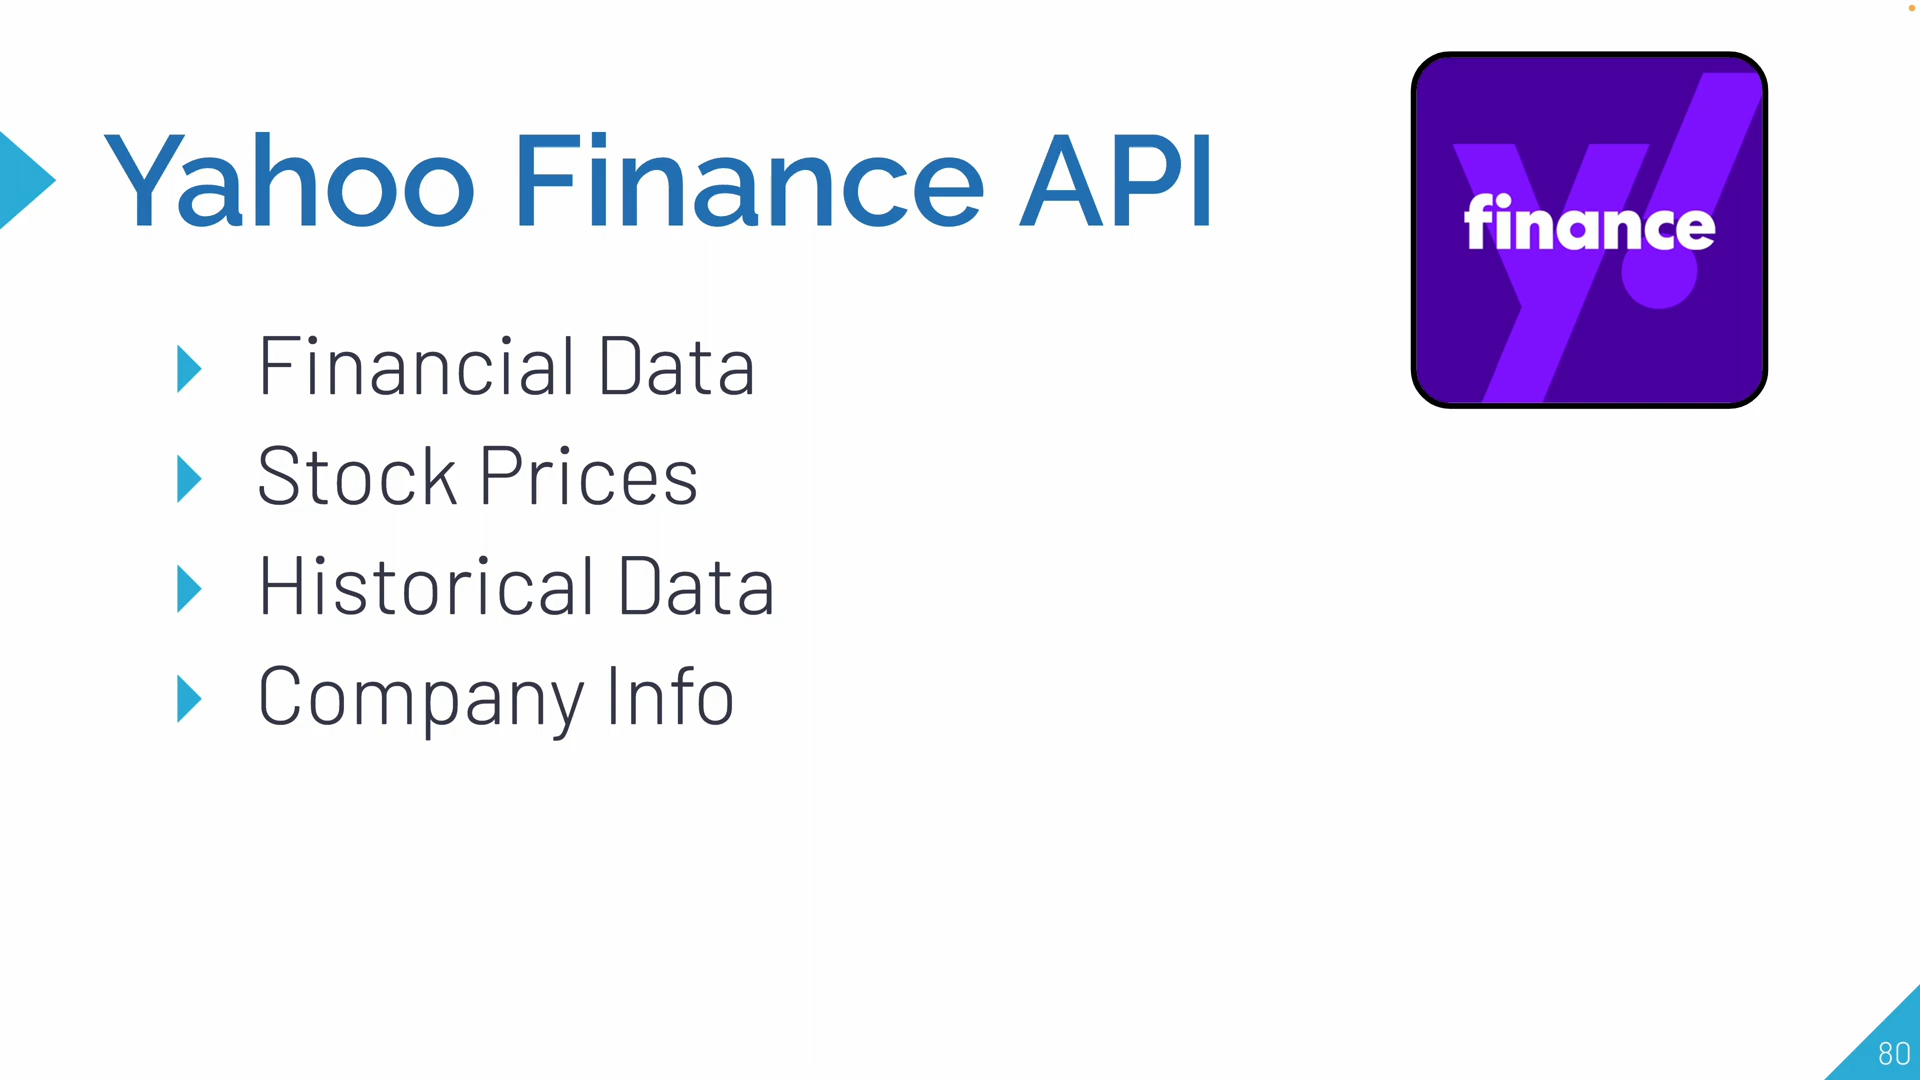 Yahoo Finance API
y!
finance
Financial Data
Stock Prices
Historical Data
Company Info
80